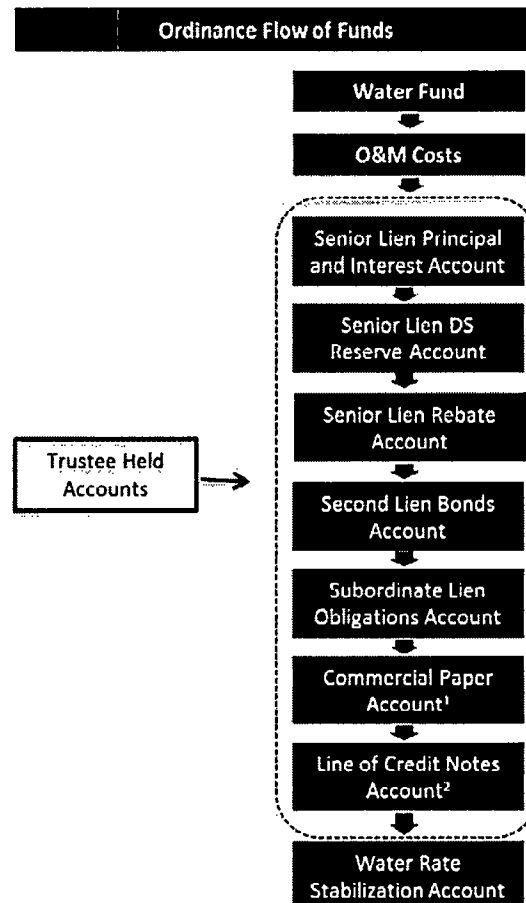 Ordinance Flow of Funds
Water Fund
O&M Costs
Senior Lien Principal
and Interest Account
Senior Lien DS
Reserve Account
Senior Lien Rebate
Account
Trustee Held
Accounts
Second Lien Bonds
Account
Subordinate Lien
Obligations Account
Commercial Paper
Account¹
Line of Credit Notes
Account²
Water Rate
Stabilization Account